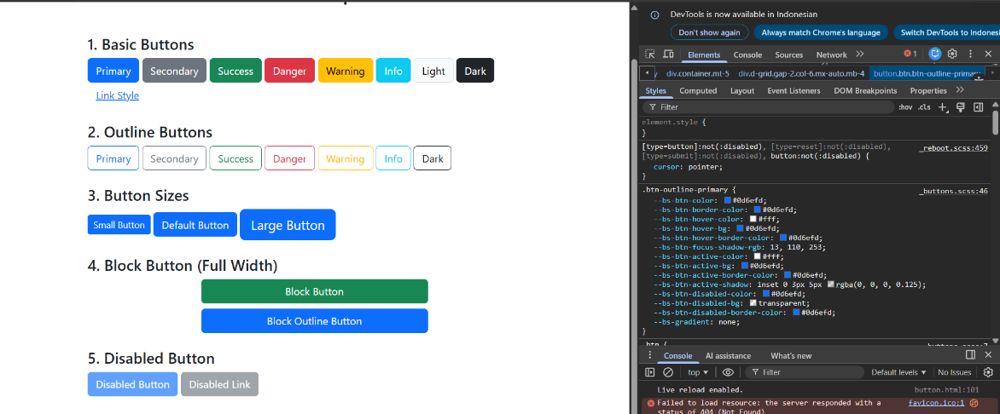 1. Basic Buttons
Primary Secondary Success Danger Warning Info Light Dark
Link Style
2. Outline Buttons
Primary Secondary Success Danger Warning Info Dark
3. Button Sizes
Small Button Default Button Large Button
4. Block Button (Full Width)
Block Button
Block Outline Button
5. Disabled Button
Disabled Button Disabled Link
DevTools is now available in Indonesian
Don't show again Always match Chrome's language Switch DevTools to Indonesi
Elements Console Sources Network 1
y div.container.mt-5 div.d-grid.gap-2.col-6.mx-auto.mb-4 button.btn.btn-outline-primary
Styles Computed Layout Event Listeners DOM Breakpoints Properties
Filter :hov .cls
element.style {
}
[type=button]:not(:disabled), [type=reset]:not(:disabled), _reboot.scss:459
[type=submit]:not(:disabled), button:not(:disabled) {
cursor: pointer;
}
.btn-outline-primary { _buttons.scss:46
--bs-btn-color: #0d6efd;
--bs-btn-border-color: #0d6efd;
--bs-btn-hover-color: #fff;
--bs-btn-hover-bg: #0d6efd;
--bs-btn-hover-border-color: #0d6efd;
--bs-btn-focus-shadow-rgb: 13, 110, 253;
--bs-btn-active-color: #fff;
--bs-btn-active-bg: #0d6efd;
--bs-btn-active-border-color: #0d6efd;
--bs-btn-active-shadow: inset 0 3px 5px rgba(0, 0, 0, 0.125);
--bs-btn-disabled-color: #0d6efd;
--bs-btn-disabled-bg: transparent;
--bs-btn-disabled-border-color: #0d6efd;
--bs-gradient: none;
}
.btn { _buttons.scss:7
Console AI assistance What's new
top Filter Default levels No Issues
Live reload enabled. button.html:101
Failed to load resource: the server responded with a favicon.ico:1
status of 404 (Not Found)